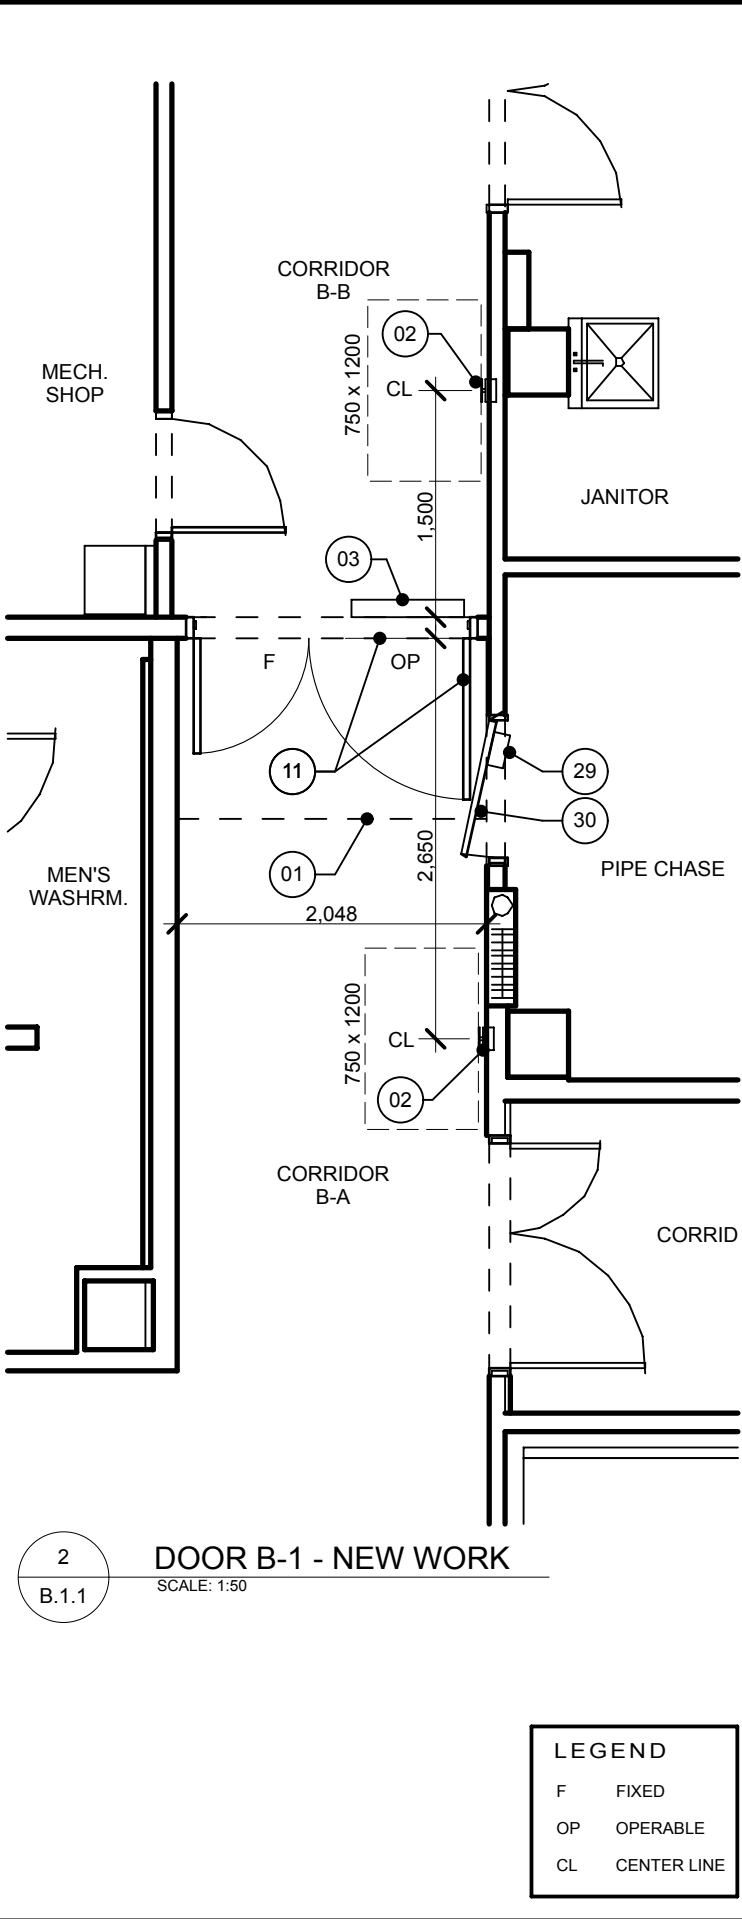 CORRIDOR
B-B
02
MECH.
SHOP
750 x 1200
CL
1,500
JANITOR
03
F
OP
11
29
30
01
2,650
MEN'S
WASHRM.
PIPE CHASE
2,048
750 x 1200
CL
02
CORRIDOR
B-A
CORRID
2
B.1.1
DOOR B-1 - NEW WORK
SCALE: 1:50
LEGEND
F FIXED
OP OPERABLE
CL CENTER LINE